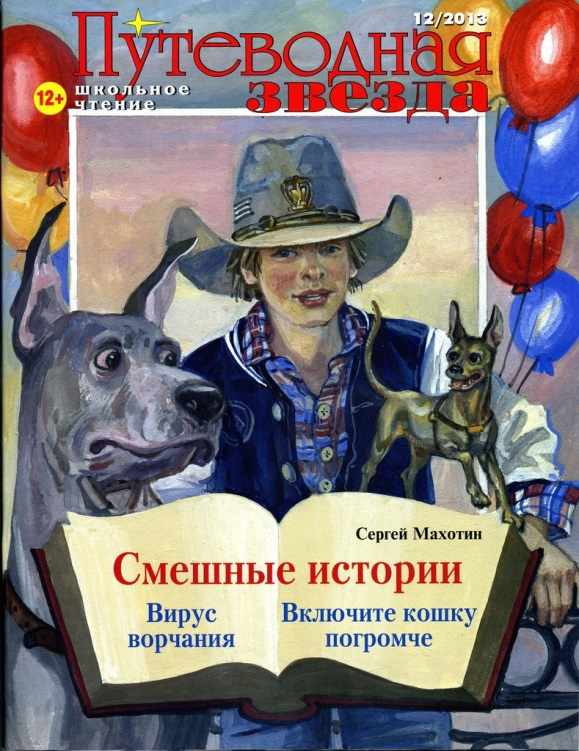 12/2013
Путеводная
звезда
школьное
чтение
12+
Сергей Махотин
Смешные истории
Вирус
ворчания
Включите кошку
погромче